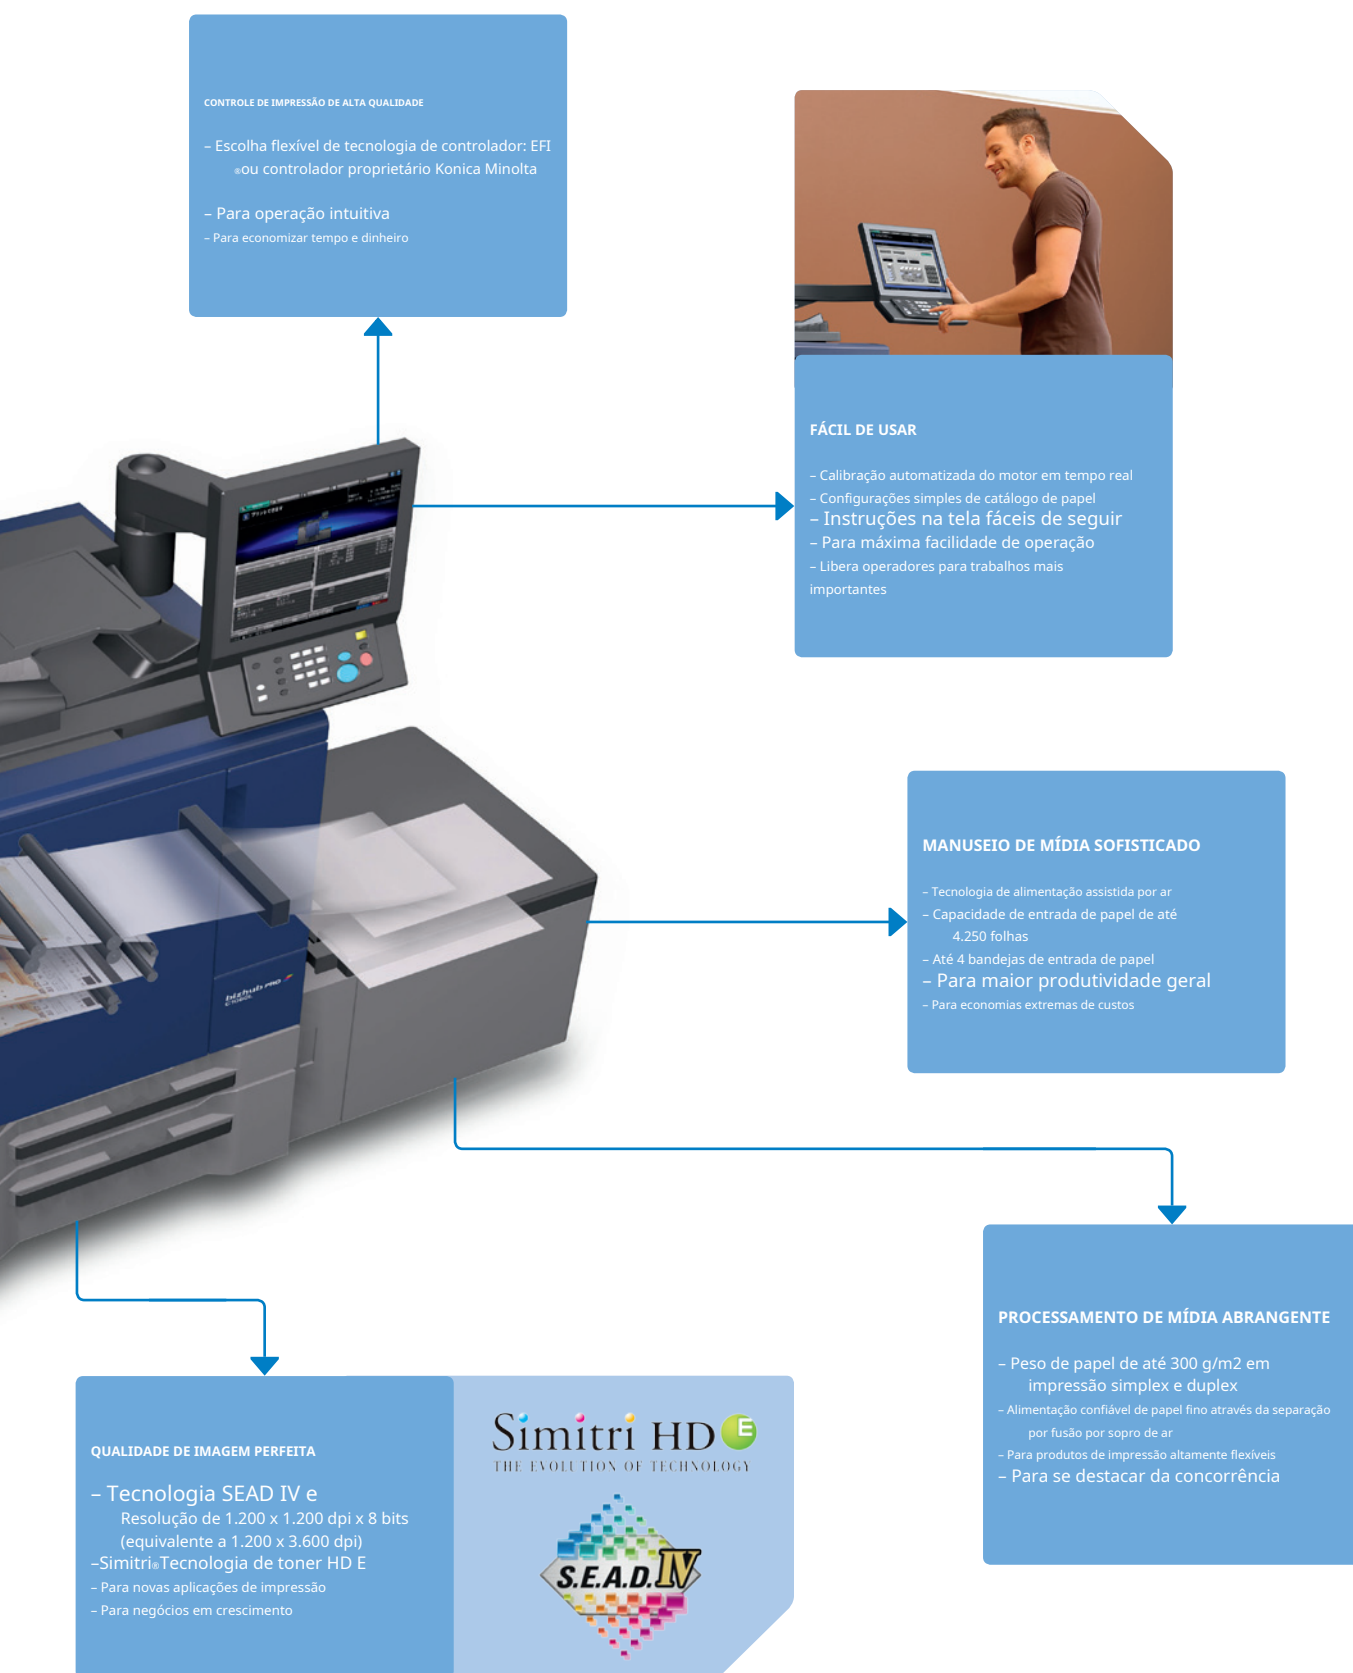 CONTROLE DE IMPRESSÃO DE ALTA QUALIDADE
– Escolha flexível de tecnologia de controlador: EFI
®ou controlador proprietário Konica Minolta
– Para operação intuitiva
– Para economizar tempo e dinheiro
FÁCIL DE USAR
– Calibração automatizada do motor em tempo real
– Configurações simples de catálogo de papel
– Instruções na tela fáceis de seguir
– Para máxima facilidade de operação
– Libera operadores para trabalhos mais
importantes
MANUSEIO DE MÍDIA SOFISTICADO
– Tecnologia de alimentação assistida por ar
– Capacidade de entrada de papel de até
4.250 folhas
– Até 4 bandejas de entrada de papel
– Para maior produtividade geral
– Para economias extremas de custos
bizhub PRO
PROCESSAMENTO DE MÍDIA ABRANGENTE
– Peso de papel de até 300 g/m2 em
impressão simplex e duplex
– Alimentação confiável de papel fino através da separação
por fusão por sopro de ar
– Para produtos de impressão altamente flexíveis
– Para se destacar da concorrência
QUALIDADE DE IMAGEM PERFEITA
– Tecnologia SEAD IV e
Resolução de 1.200 x 1.200 dpi x 8 bits
(equivalente a 1.200 x 3.600 dpi)
–Simitri®Tecnologia de toner HD E
– Para novas aplicações de impressão
– Para negócios em crescimento
Simitri HD E
THE EVOLUTION OF TECHNOLOGY
S.E.A.D. IV